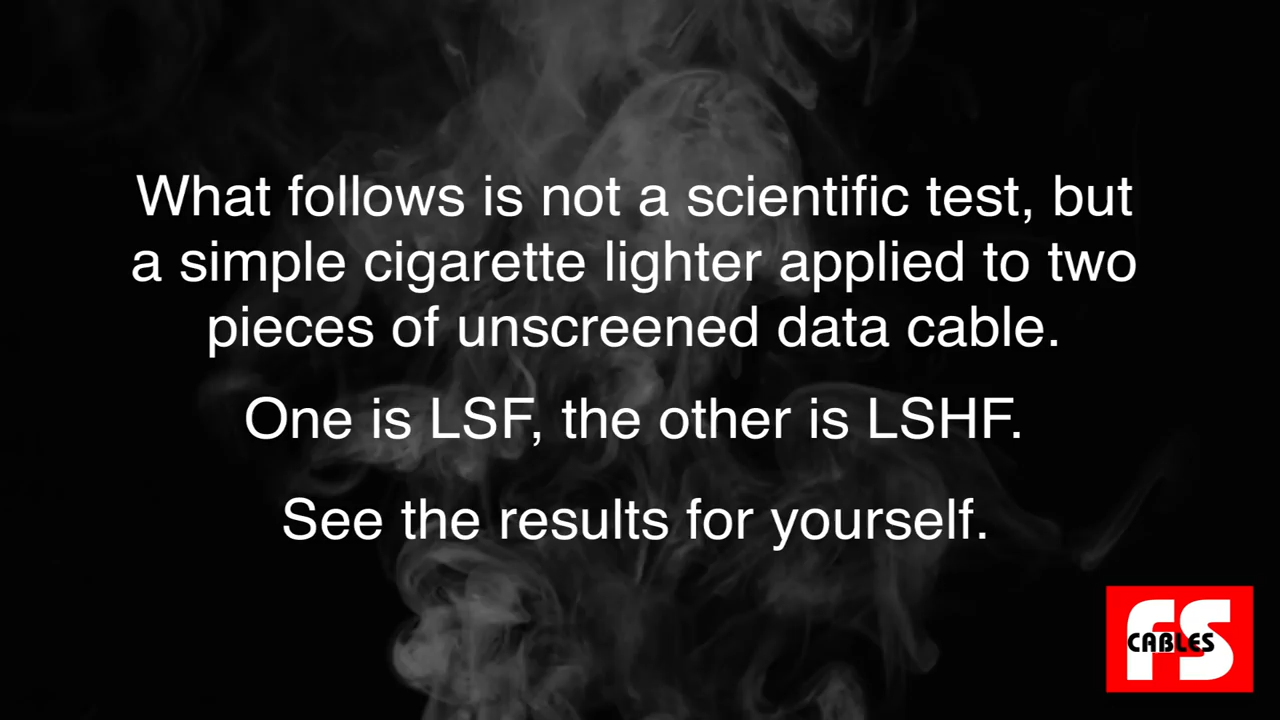 What follows is not a scientific test, but
a simple cigarette lighter applied to two
pieces of unscreened data cable.
One is LSF, the other is LSHF.
See the results for yourself.
FS
CABLES